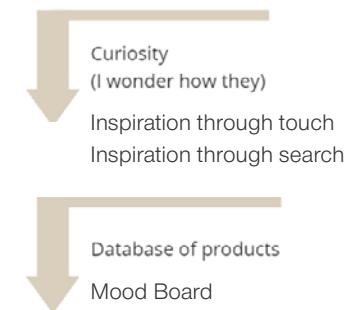 Curiosity
(I wonder how they)
Inspiration through touch
Inspiration through search
Database of products
Mood Board